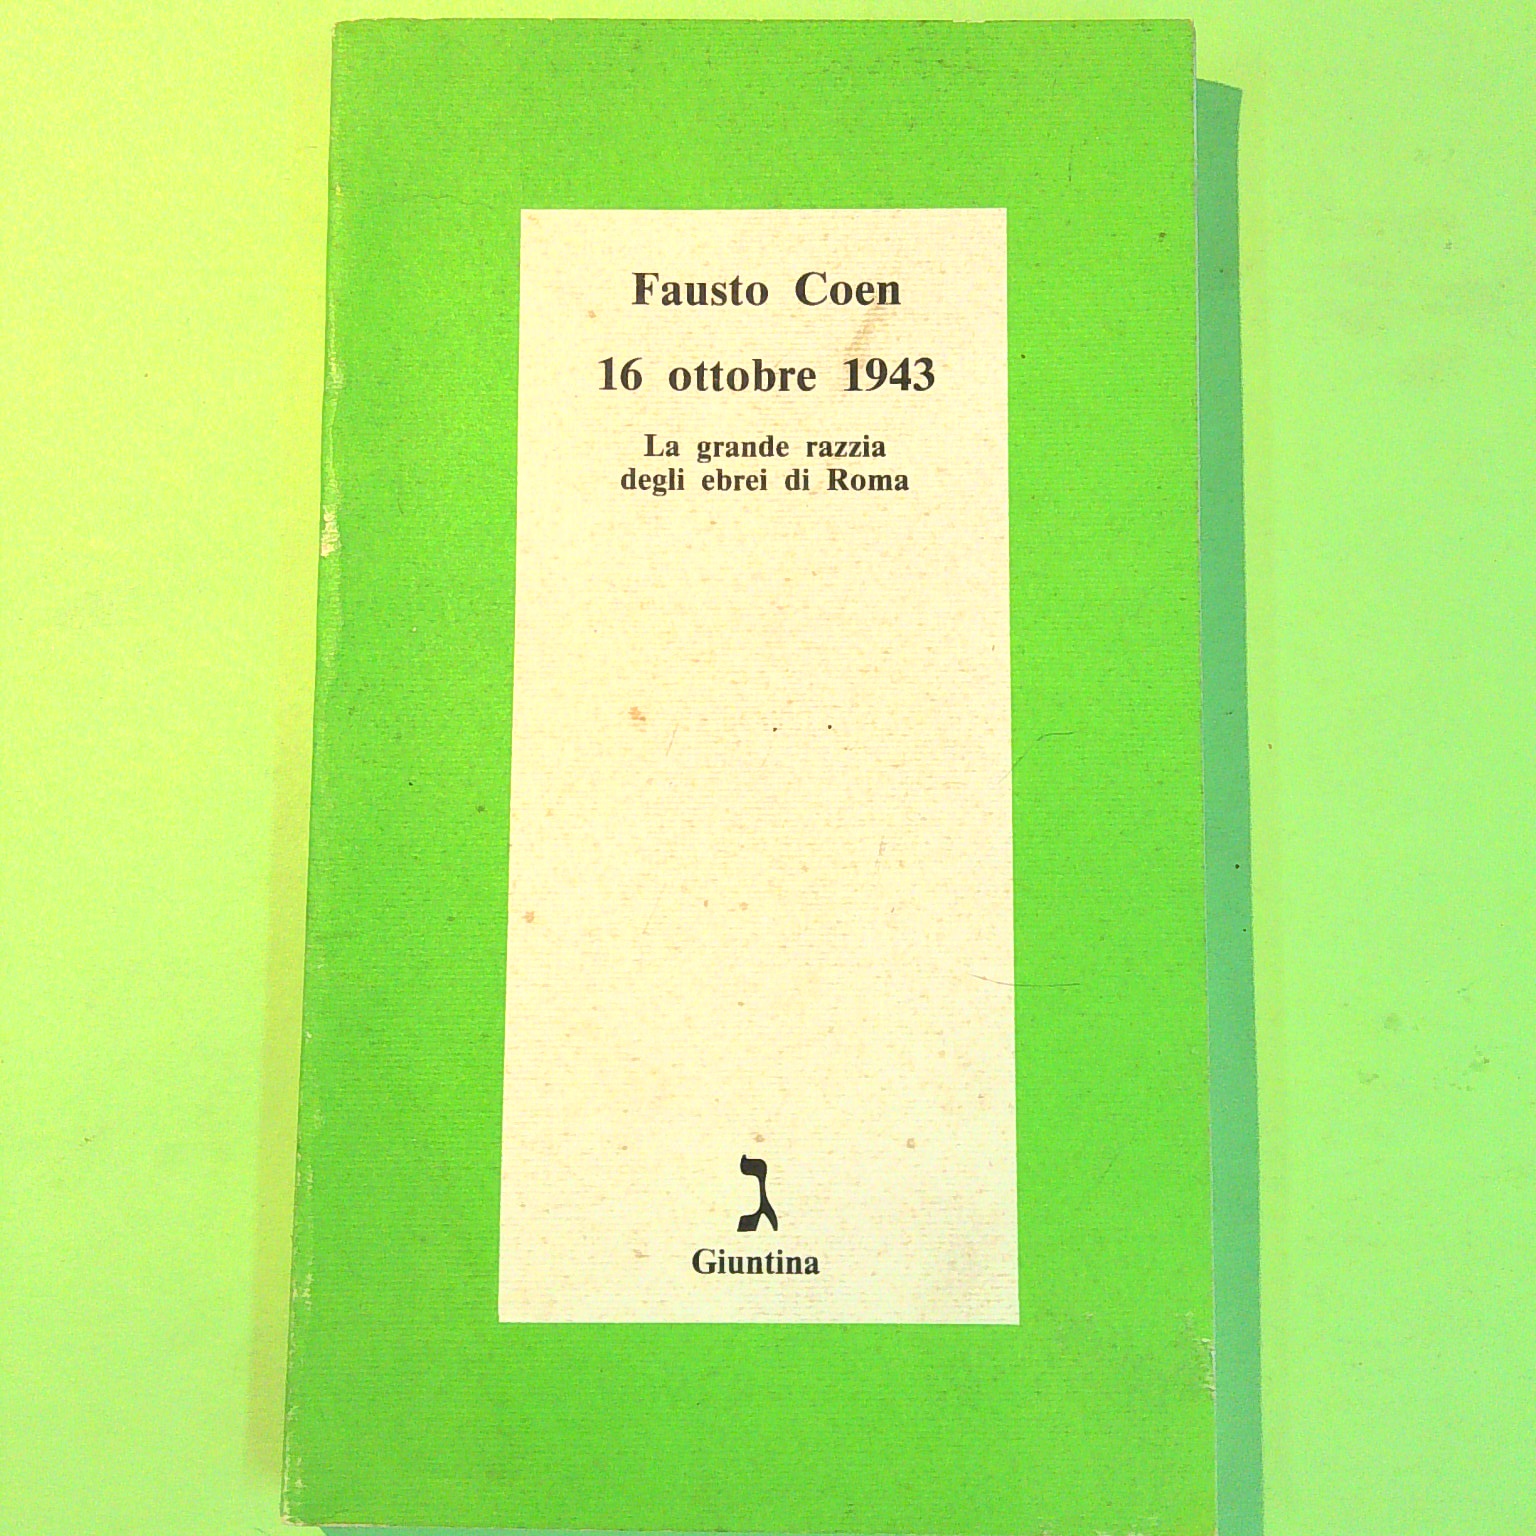 Fausto Coen
16 ottobre 1943
La grande razzia
degli ebrei di Roma
ג
Giuntina